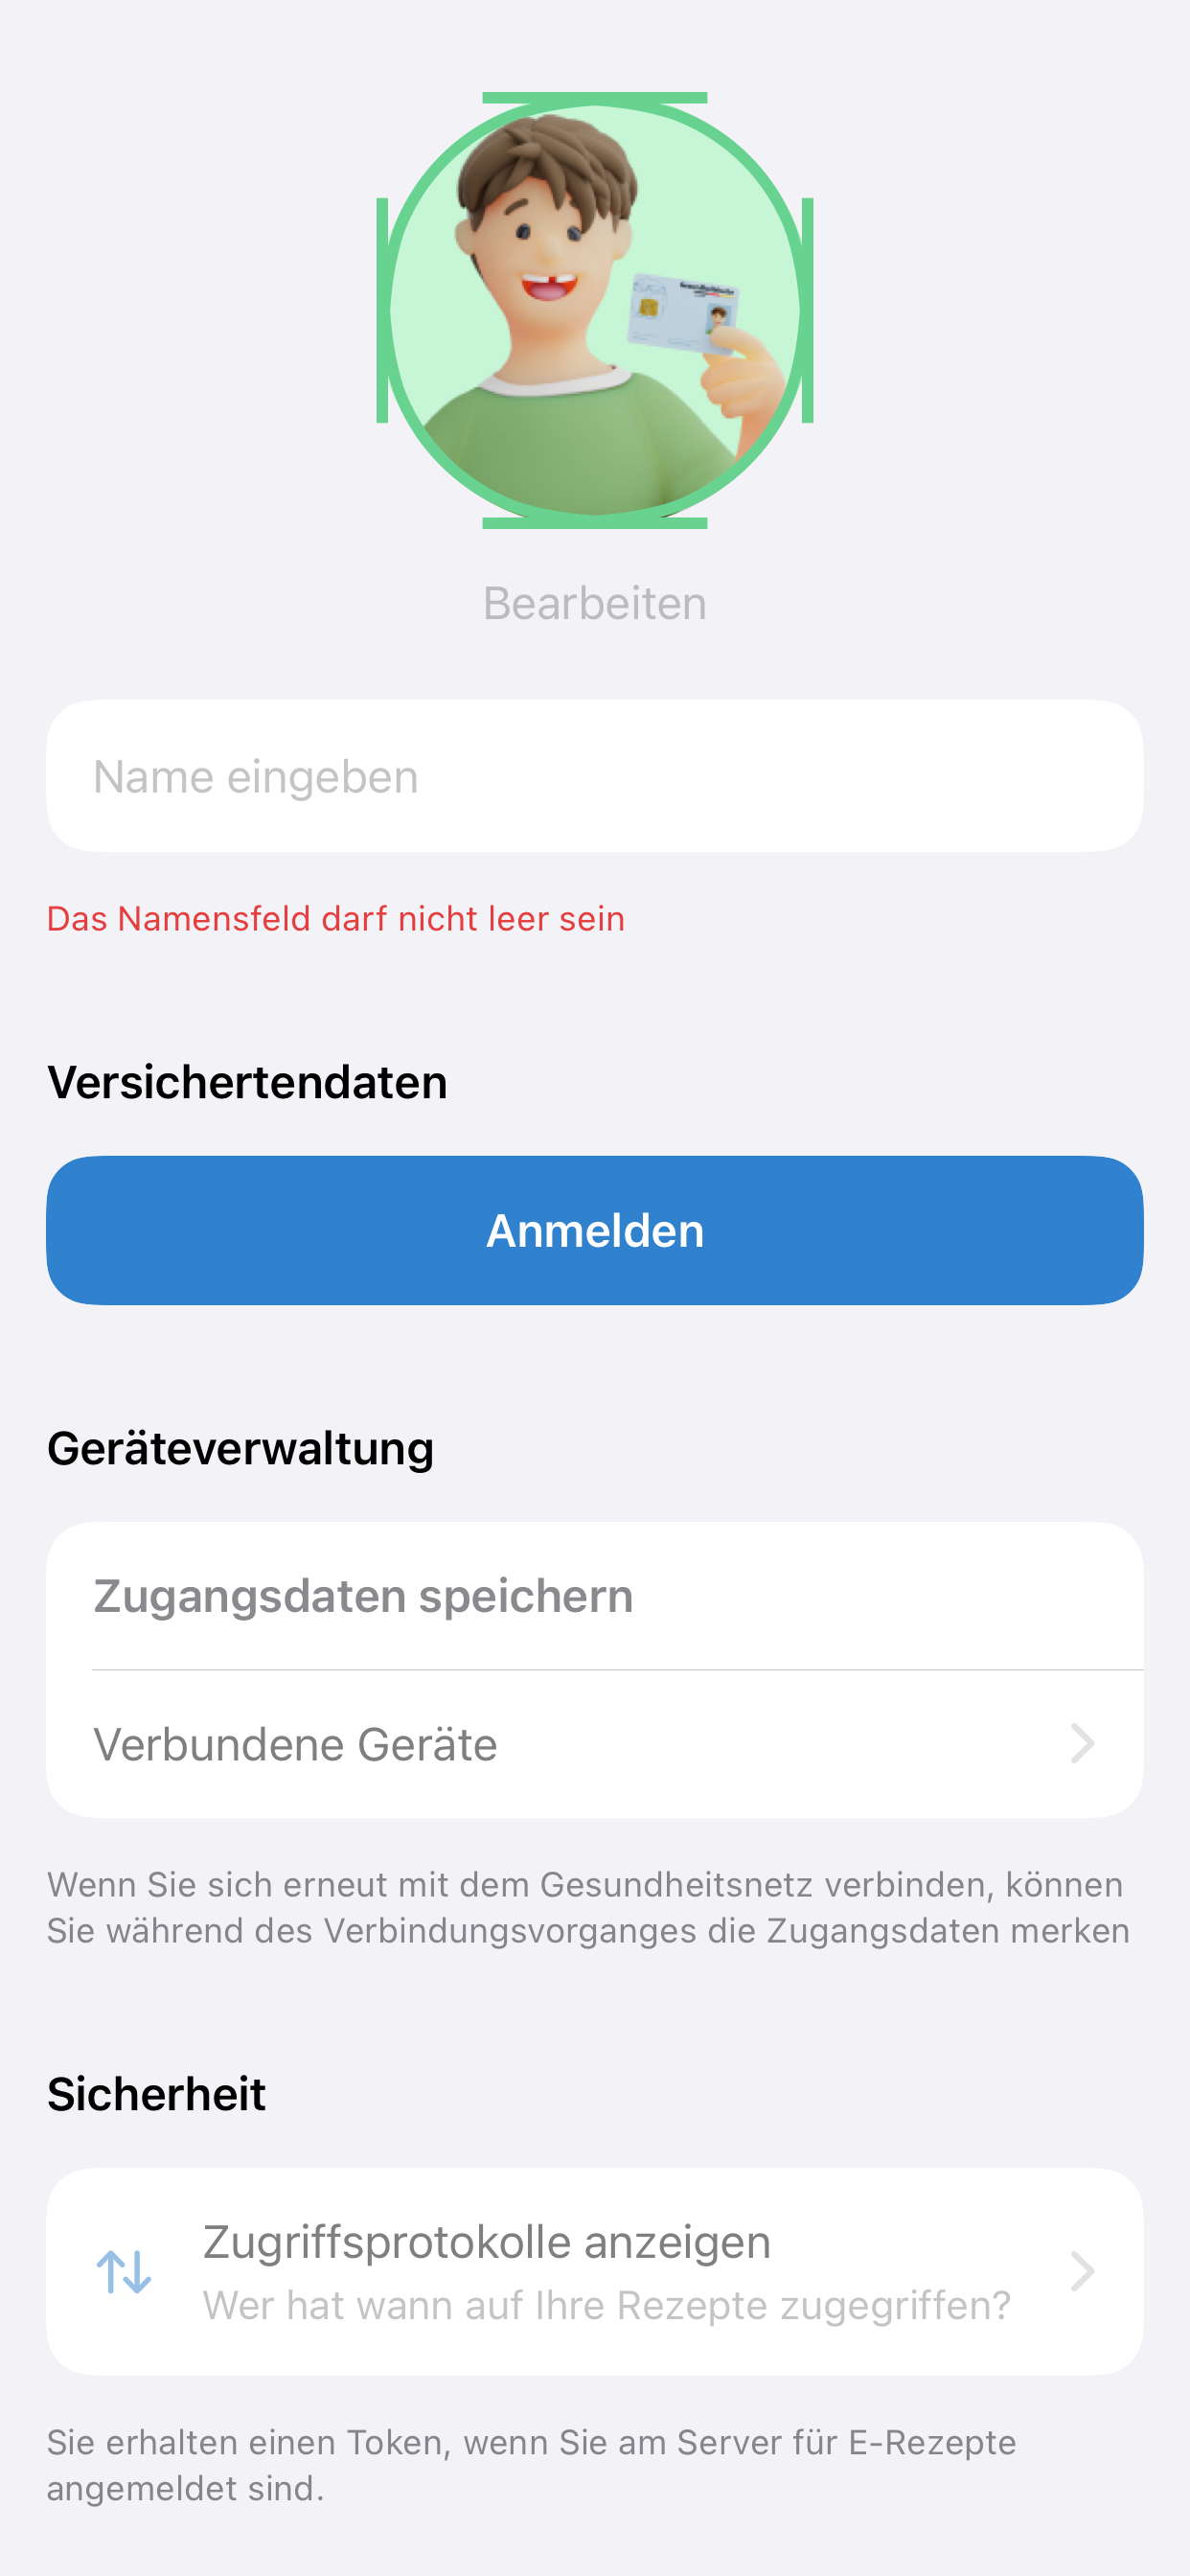 Bearbeiten
Name eingeben
Das Namensfeld darf nicht leer sein
Versichertendaten
Anmelden
Geräteverwaltung
Zugangsdaten speichern
Verbundene Geräte
Wenn Sie sich erneut mit dem Gesundheitsnetz verbinden, können
Sie während des Verbindungsvorganges die Zugangsdaten merken
Sicherheit
Zugriffsprotokolle anzeigen
Wer hat wann auf Ihre Rezepte zugegriffen?
Sie erhalten einen Token, wenn Sie am Server für E-Rezepte
angemeldet sind.